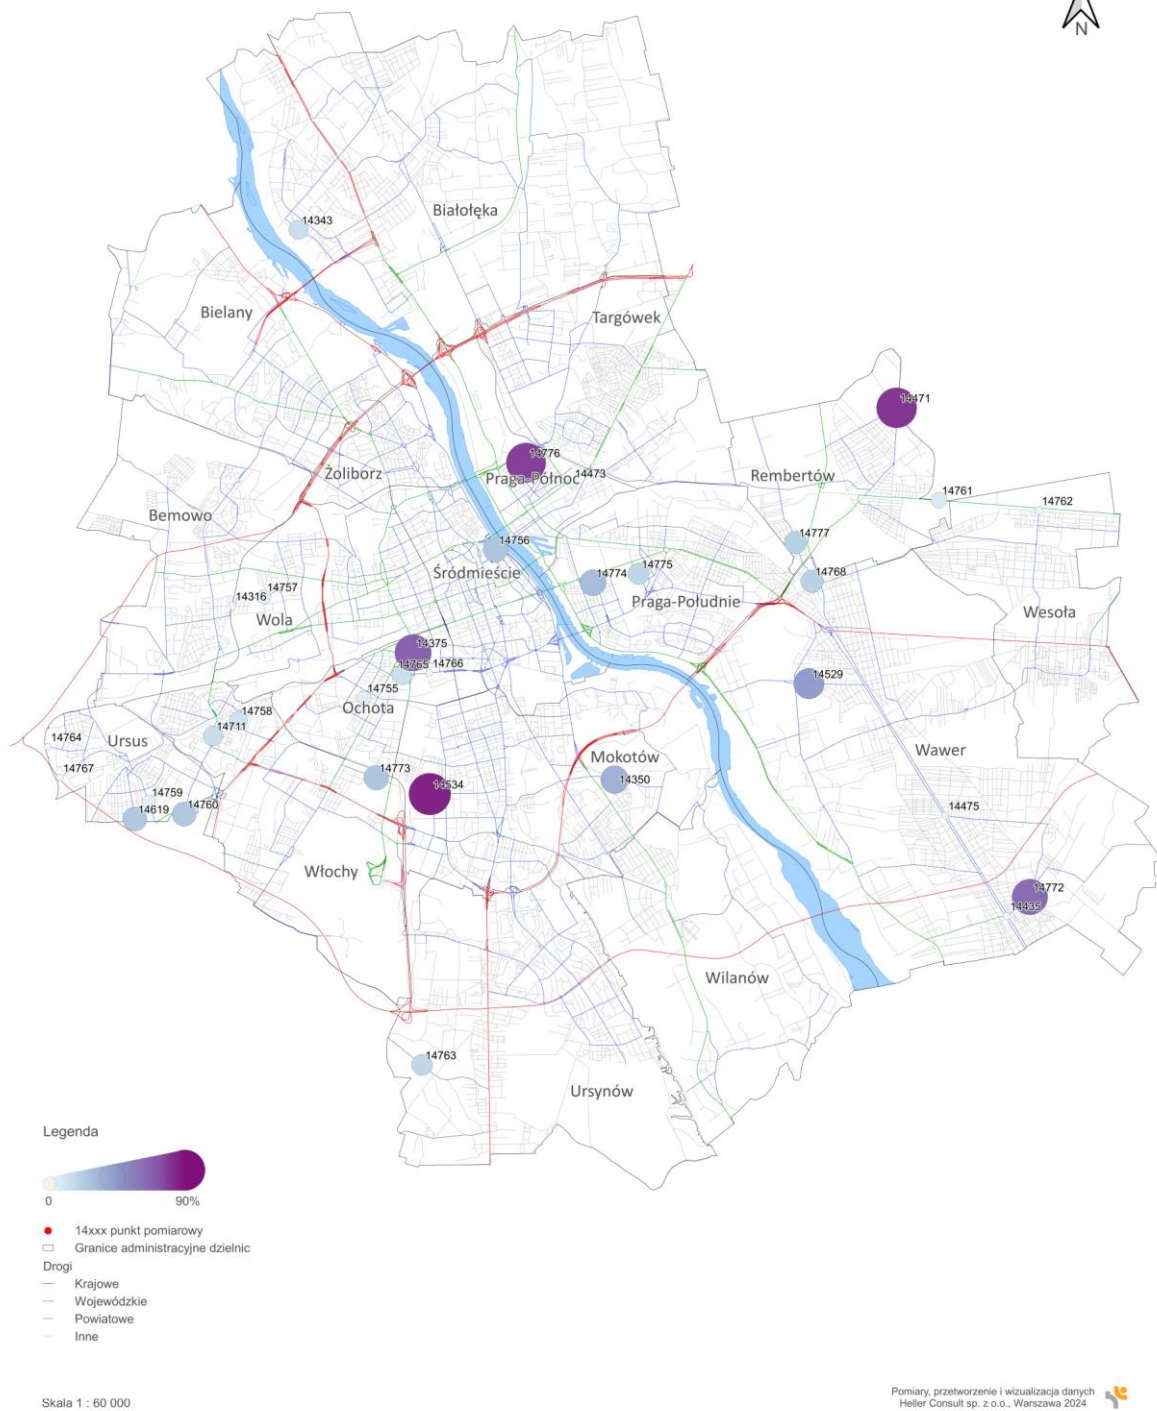 N
14343
Białołęka
Bielany
Targówek
14471
14776
Żoliborz
Praga-Północ
14473
Rembertów
14761
14762
Bemowo
14756
14777
Śródmieście
14774
14775
14768
14757
14316
Wola
Praga-Południe
Wesoła
14375
14765
14766
14529
14755
Ochota
14758
14711
14764
Ursus
Wawer
14767
Mokotów
14773
14350
14534
14759
14619
14760
14475
Włochy
14772
14435
Wilanów
14763
Ursynów
Legenda
0
90%
14xxx punkt pomiarowy
Granice administracyjne dzielnic
Drogi
Krajowe
Wojewódzkie
Powiatowe
Inne
Skala 1 : 60 000
Pomiary, przetworzenie i wizualizacja danych
Heller Consult sp. z o.o., Warszawa 2024